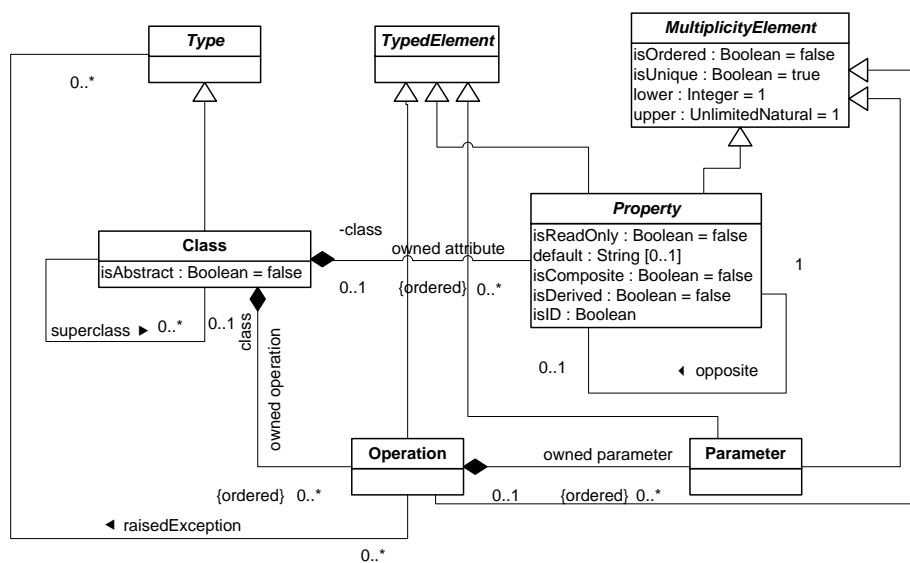 Type
TypedElement
MultiplicityElement
isOrdered : Boolean = false
isUnique : Boolean = true
lower : Integer = 1
upper : UnlimitedNatural = 1
0..*
Property
isReadOnly : Boolean = false
default : String [0..1]
isComposite : Boolean = false
isDerived : Boolean = false
isID : Boolean
-class
owned attribute
Class
isAbstract : Boolean = false
0..1
{ordered}
0..*
1
superclass ►
0..*
0..1
class
owned operation
0..1
◄ opposite
Operation
owned parameter
Parameter
{ordered} 0..*
0..1
{ordered} 0..*
◄ raisedException
0..*